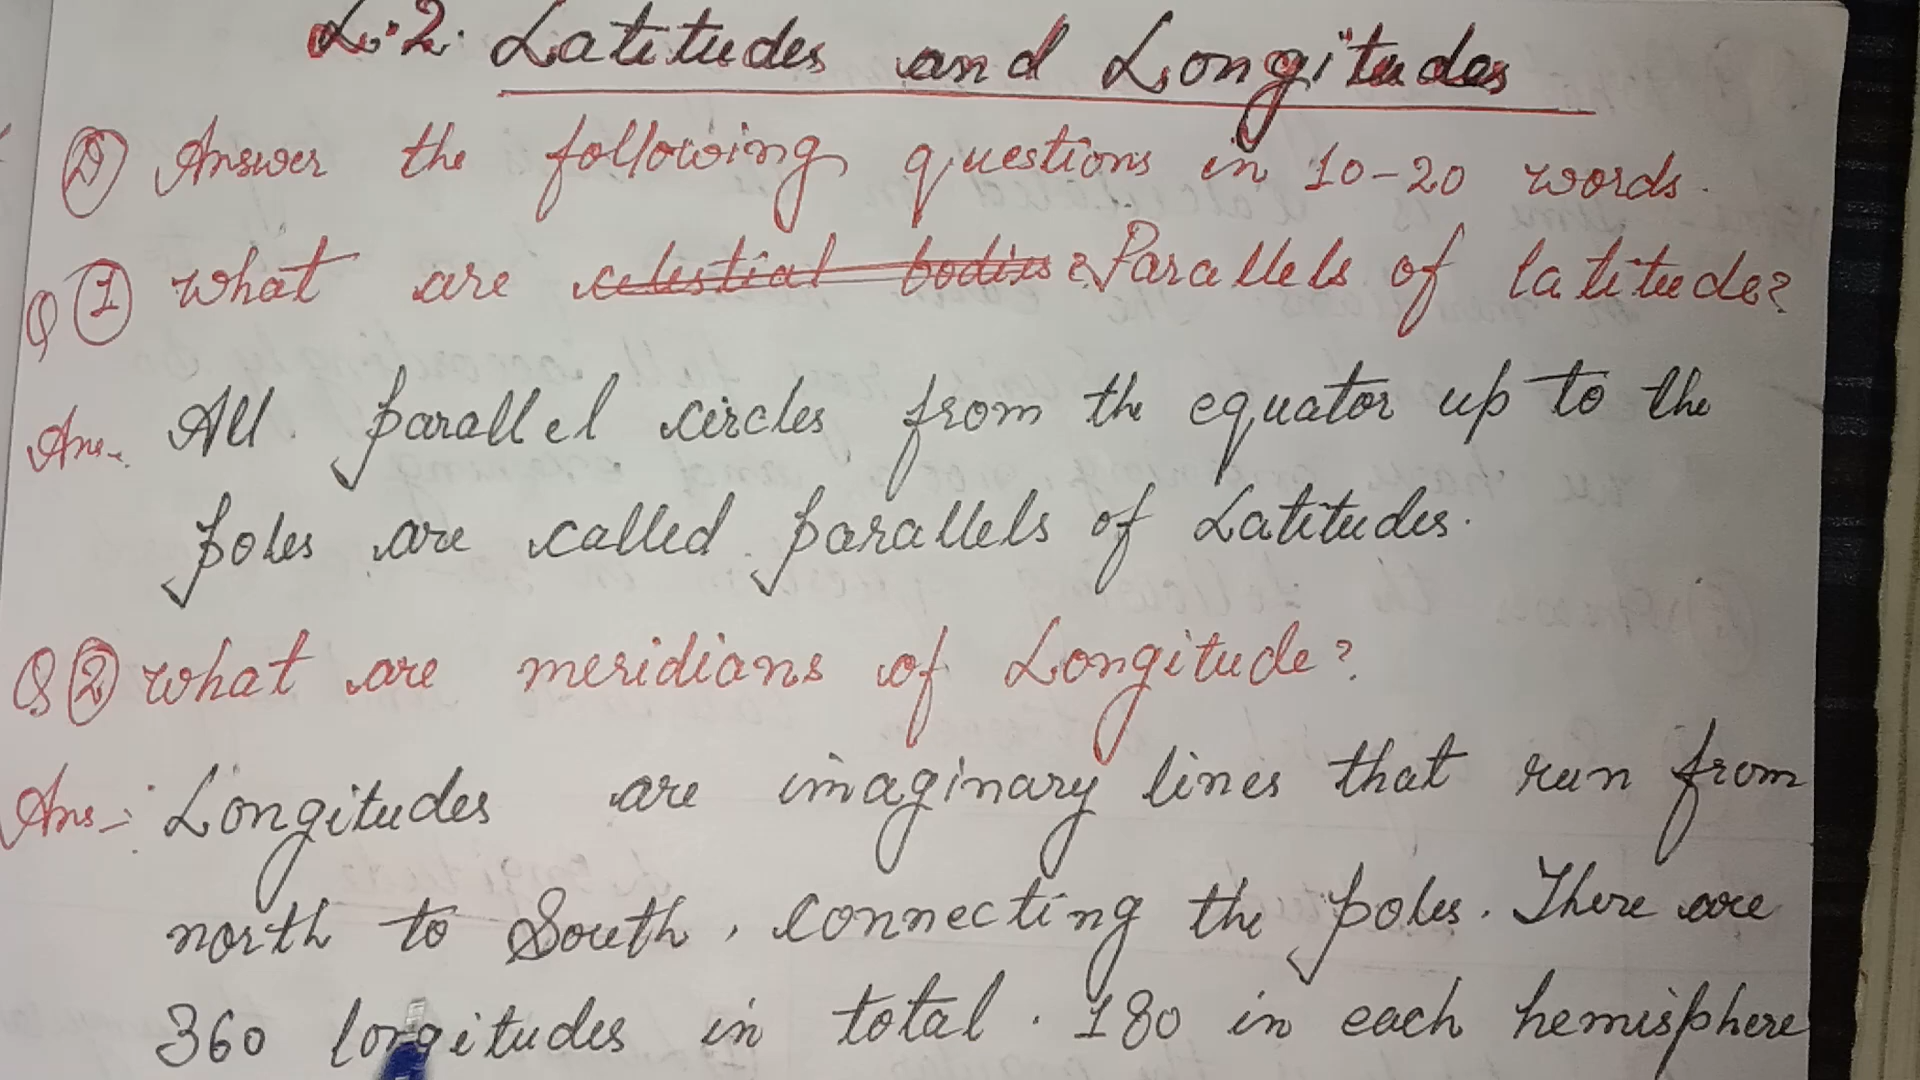 L.2. Latitudes and Longitudes
D Answer the following questions in 10-20 words.
Q 1 What are celestial bodies? Parallels of latitude?
Ans-. All parallel circles from the equator up to the
poles are called parallels of Latitudes.
Q 2 What are meridians of Longitude?
Ans-: Longitudes are imaginary lines that run from
north to South, connecting the poles. There are
360 longitudes in total. 180 in each hemisphere